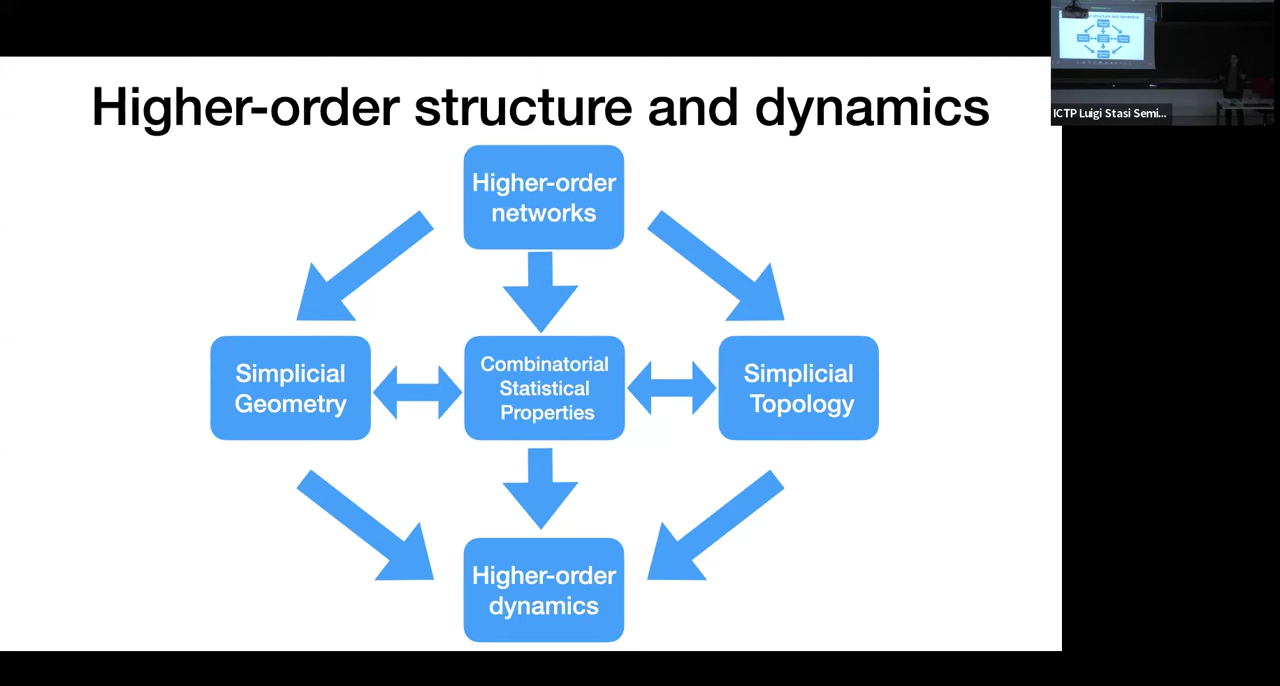 Higher-order structure and dynamics
Higher-order
networks
Simplicial
Geometry
Combinatorial
Statistical
Properties
Simplicial
Topology
Higher-order
dynamics
ICTP Luigi Stasi Semi...